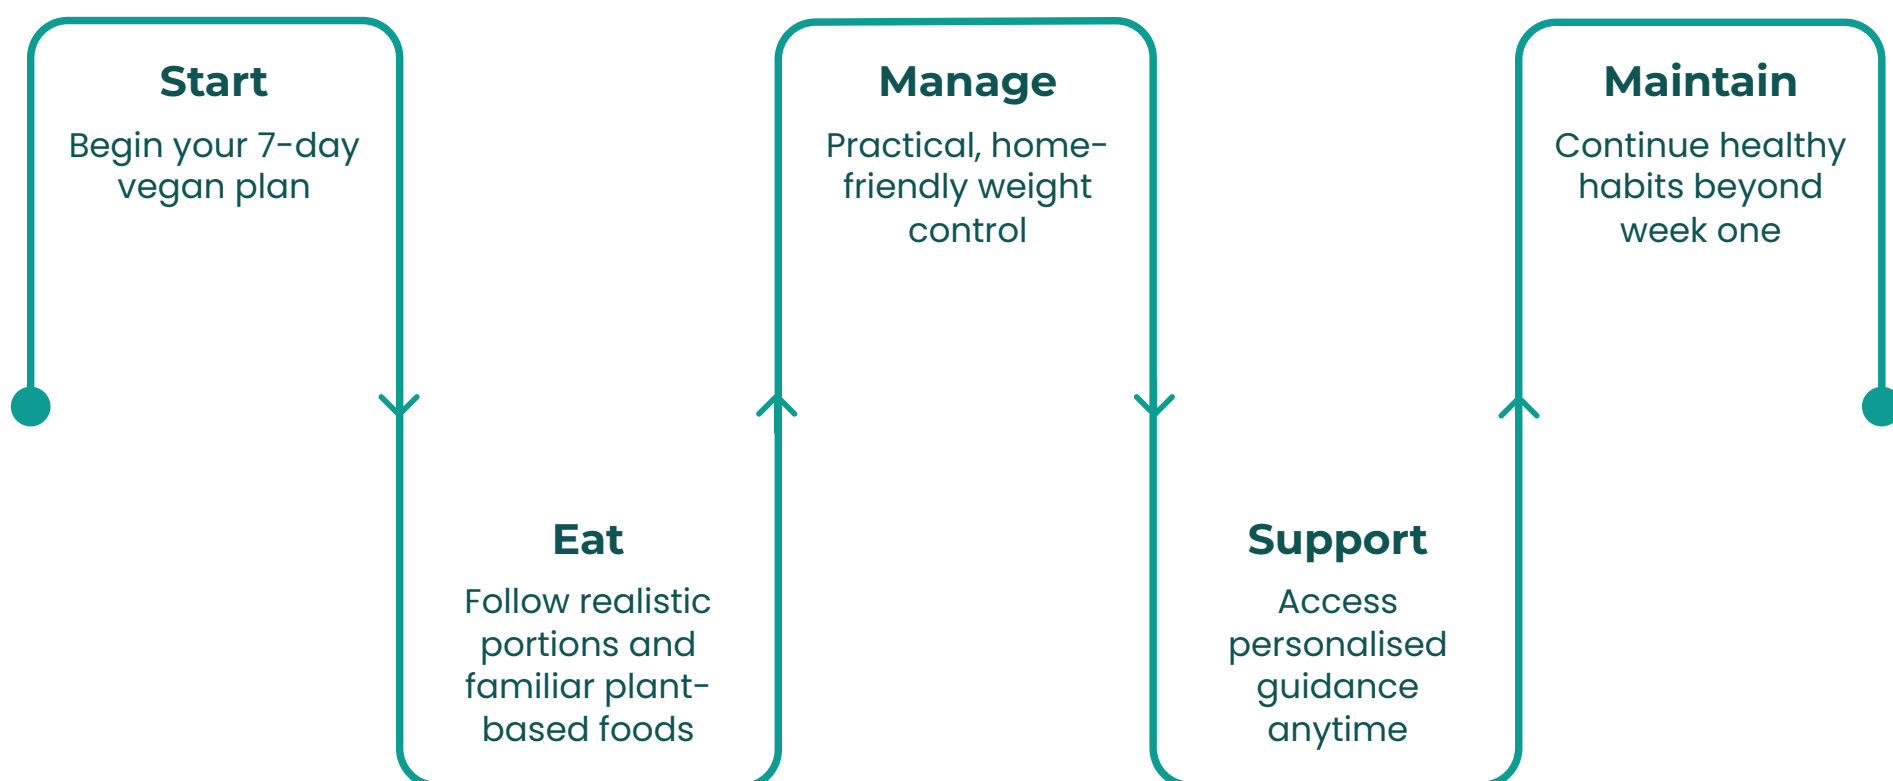 Start
Begin your 7-day
vegan plan
Eat
Follow realistic
portions and
familiar plant-
based foods
Manage
Practical, home-
friendly weight
control
Support
Access
personalised
guidance
anytime
Maintain
Continue healthy
habits beyond
week one